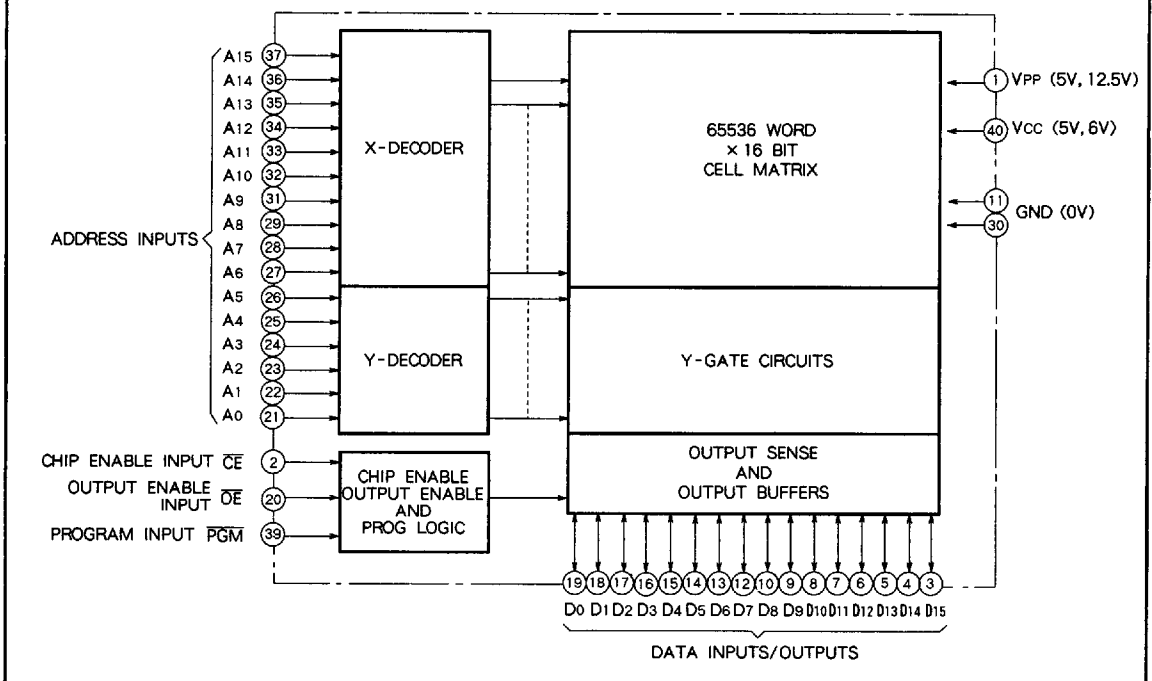 ADDRESS INPUTS
A15 37
A14 36
A13 35
A12 34
A11 33
A10 32
A9 31
A8 29
A7 28
A6 27
A5 26
A4 25
A3 24
A2 23
A1 22
A0 21
CHIP ENABLE INPUT CE 2
OUTPUT ENABLE
INPUT OE 20
PROGRAM INPUT PGM 39
X-DECODER
Y-DECODER
CHIP ENABLE
OUTPUT ENABLE
AND
PROG LOGIC
65536 WORD
× 16 BIT
CELL MATRIX
Y-GATE CIRCUITS
OUTPUT SENSE
AND
OUTPUT BUFFERS
1 VPP (5V, 12.5V)
40 VCC (5V, 6V)
11
GND (0V)
30
19 18 17 16 15 14 13 12 10 9 8 7 6 5 4 3
D0 D1 D2 D3 D4 D5 D6 D7 D8 D9 D10 D11 D12 D13 D14 D15
DATA INPUTS/OUTPUTS